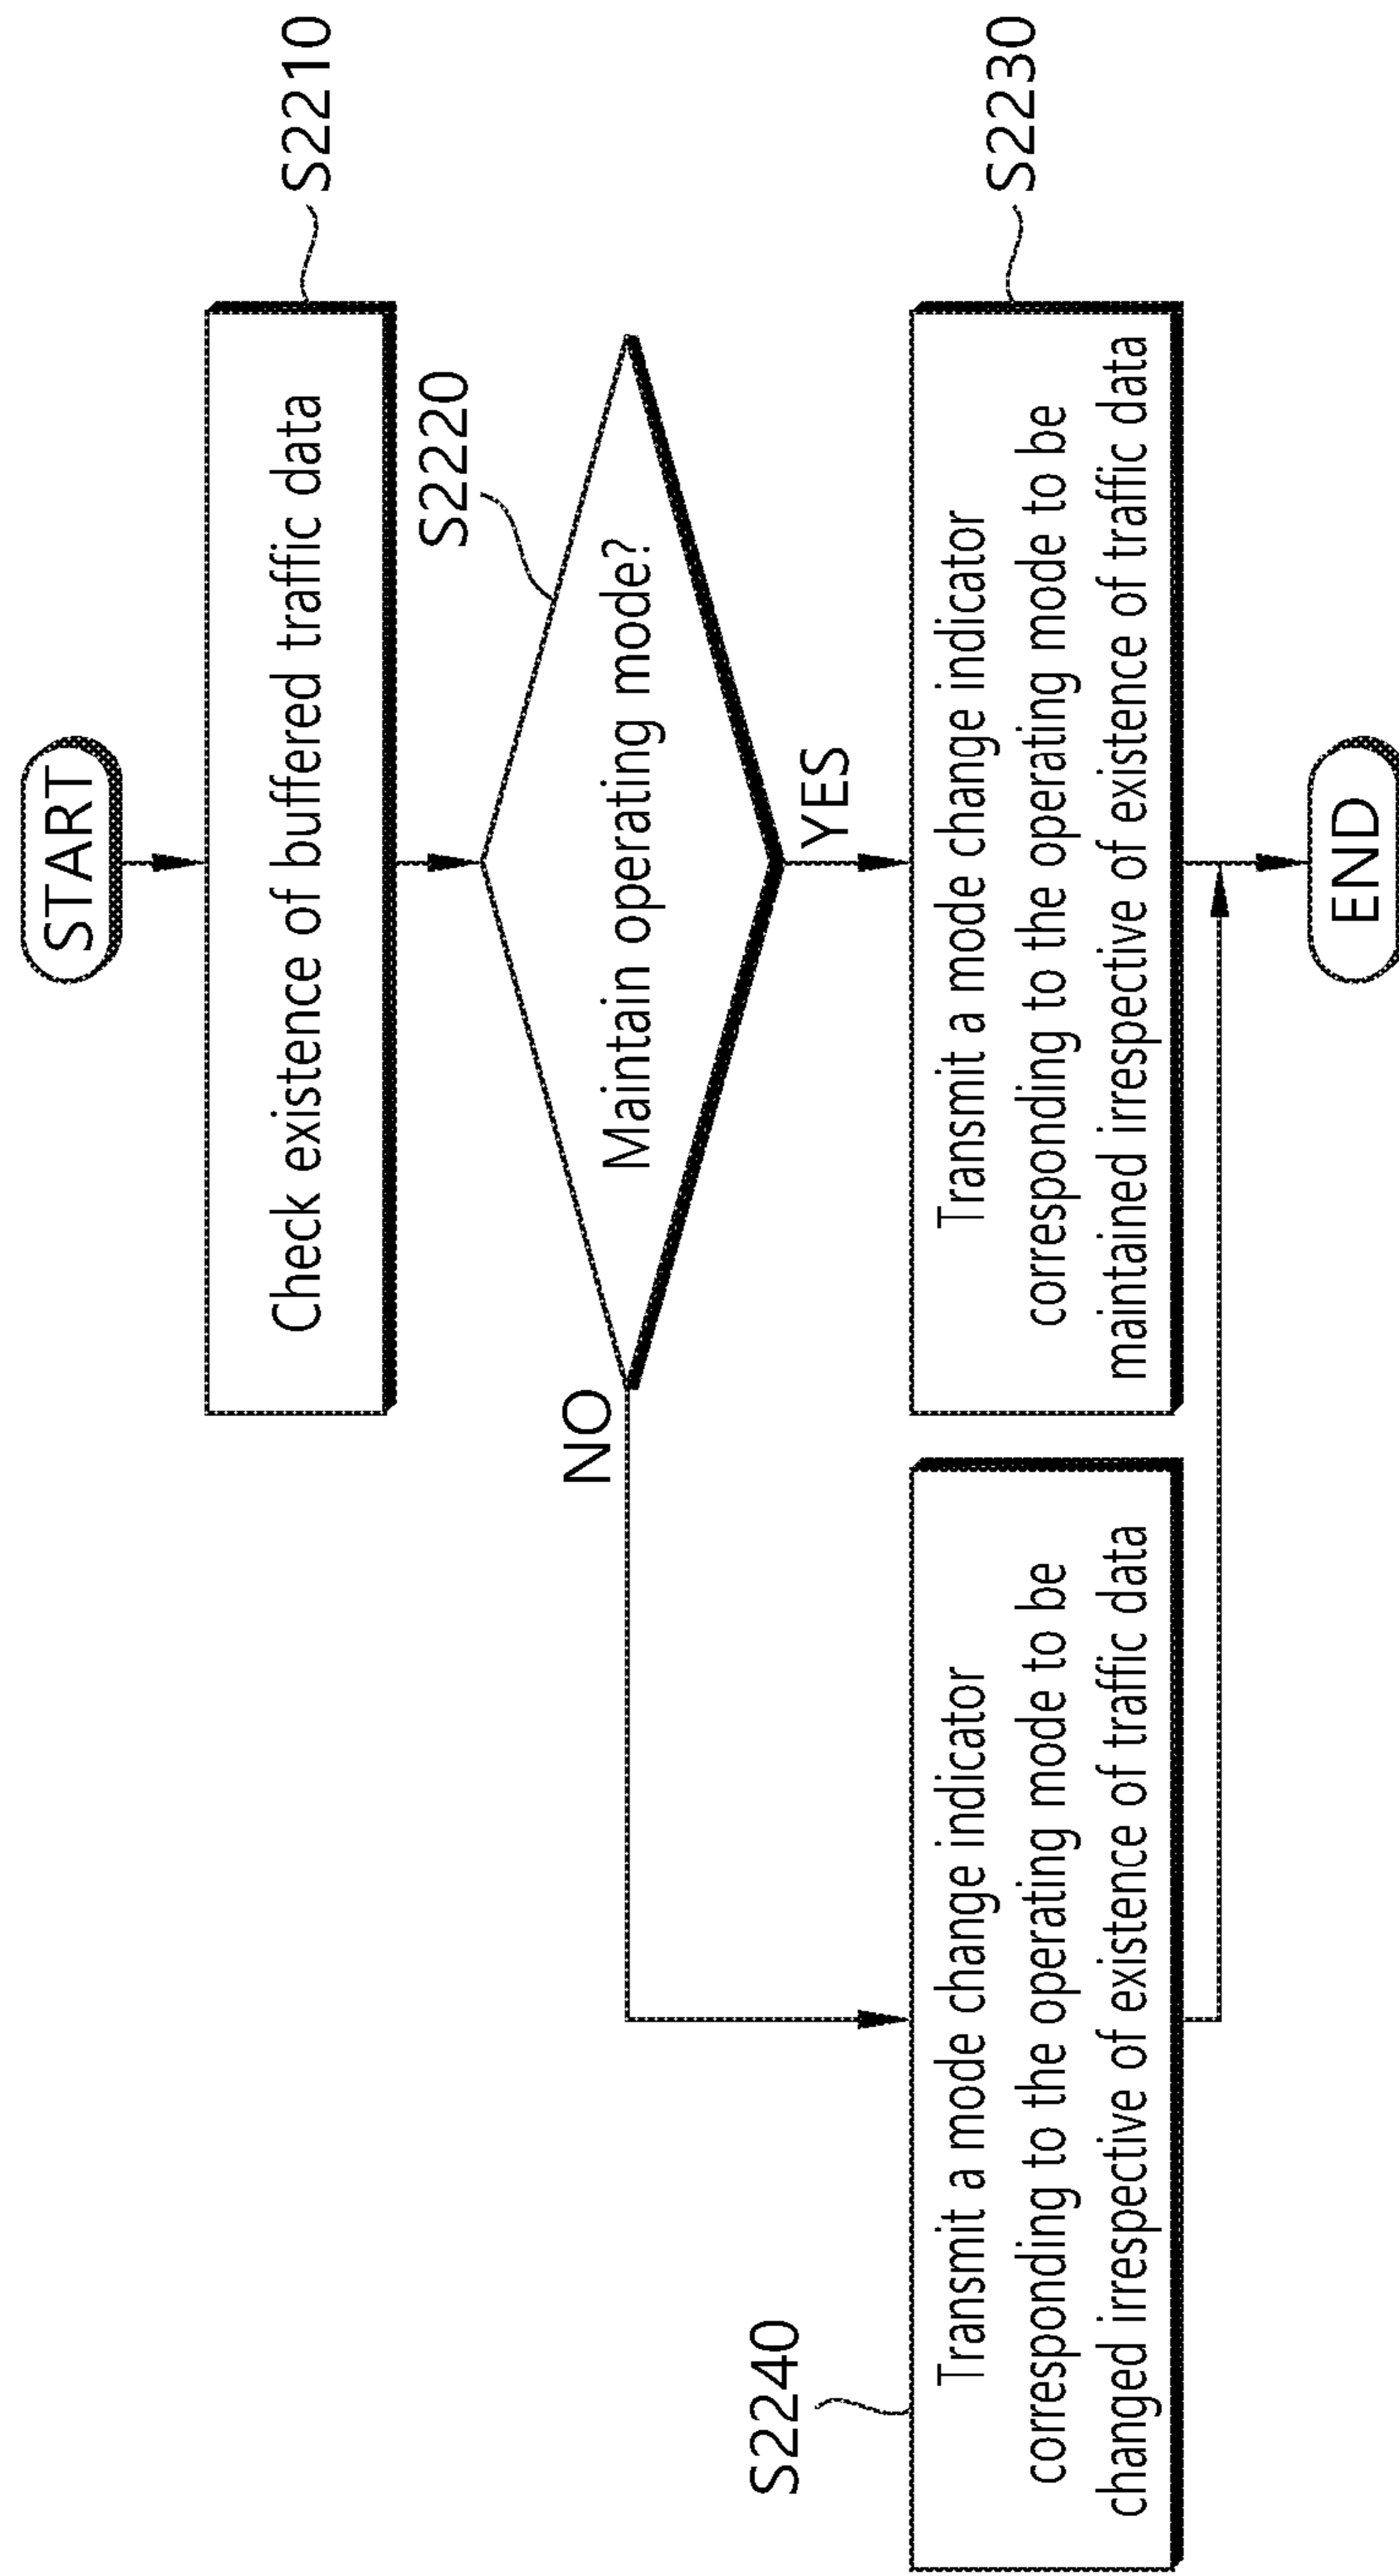 START
Check existence of buffered traffic data
S2210
S2220
Maintain operating mode?
NO
YES
S2240
Transmit a mode change indicator
corresponding to the operating mode to be
changed irrespective of existence of traffic data
Transmit a mode change indicator
corresponding to the operating mode to be
maintained irrespective of existence of traffic data
S2230
END